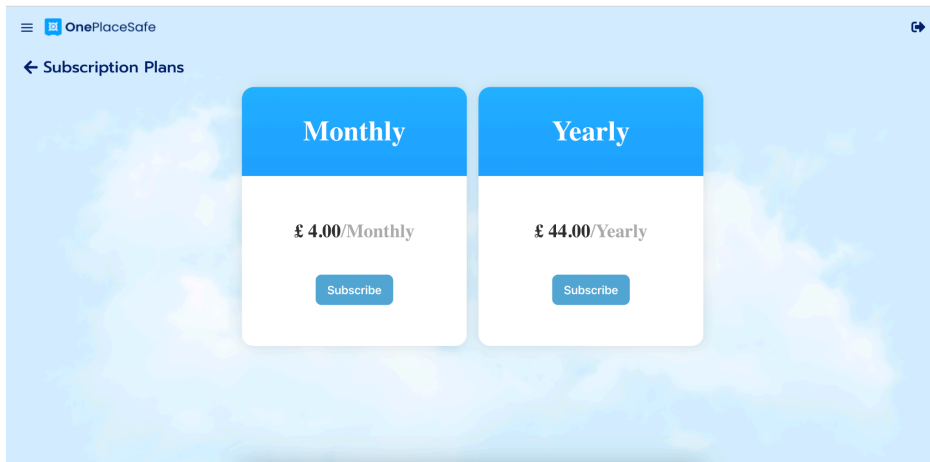 OnePlaceSafe
Subscription Plans
Monthly
£ 4.00/Monthly
Subscribe
Yearly
£ 44.00/Yearly
Subscribe